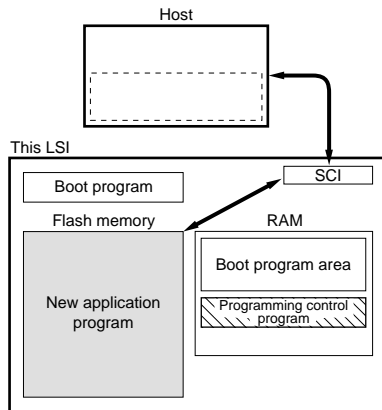 Host
This LSI
SCI
Boot program
Flash memory
RAM
New application
program
Boot program area
Programming control
program